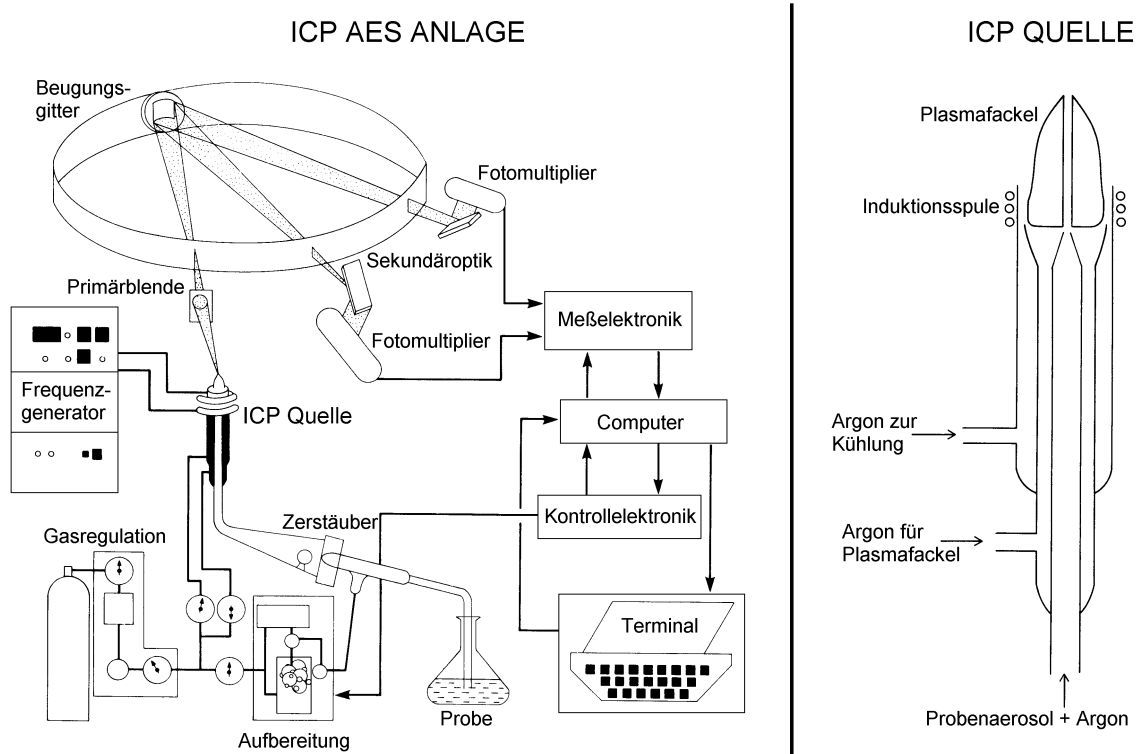 ICP AES ANLAGE
Beugungs-
gitter
Fotomultiplier
Sekundäroptik
Primärblende
Fotomultiplier
Meßelektronik
Frequenz-
generator
ICP Quelle
Computer
Zerstäuber
Kontrollelektronik
Gasregulation
Terminal
Probe
Aufbereitung
ICP QUELLE
Plasmafackel
Induktionsspule
Argon zur
Kühlung
Argon für
Plasmafackel
Probenaerosol + Argon